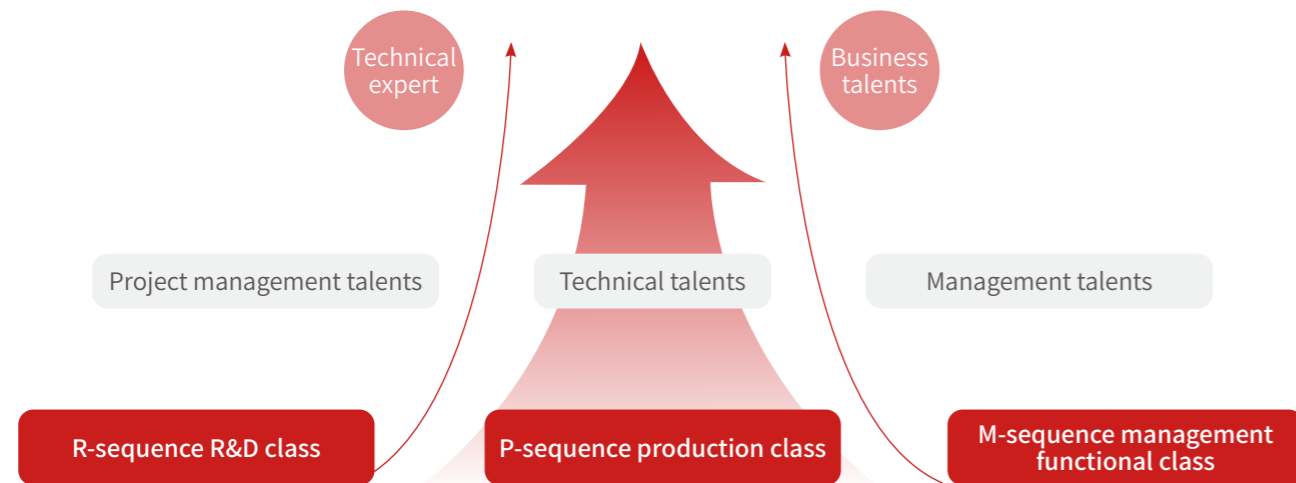 Technical
expert
Business
talents
Project management talents
Technical talents
Management talents
R-sequence R&D class
P-sequence production class
M-sequence management
functional class